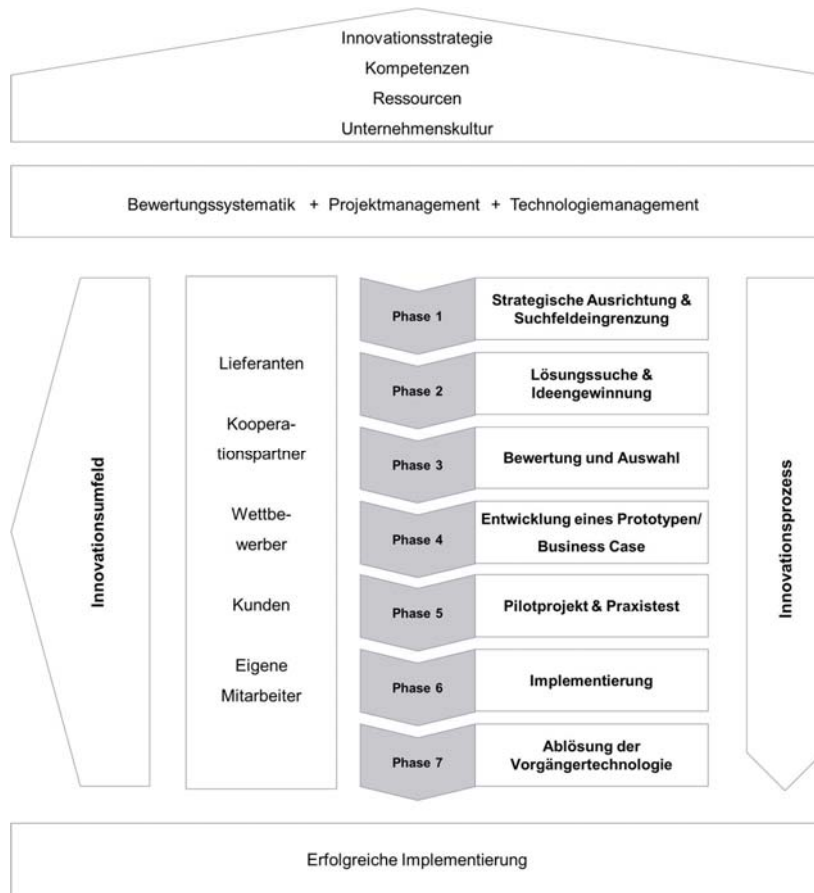 Innovationsstrategie
Kompetenzen
Ressourcen
Unternehmenskultur
Bewertungssystematik + Projektmanagement + Technologiemanagement
Innovationsumfeld
Lieferanten
Koopera-
tionspartner
Wettbe-
werber
Kunden
Eigene
Mitarbeiter
Phase 1
Strategische Ausrichtung &
Suchfeldeingrenzung
Phase 2
Lösungssuche &
Ideengewinnung
Phase 3
Bewertung und Auswahl
Phase 4
Entwicklung eines Prototypen/
Business Case
Phase 5
Pilotprojekt & Praxistest
Phase 6
Implementierung
Phase 7
Ablösung der
Vorgängertechnologie
Innovationsprozess
Erfolgreiche Implementierung